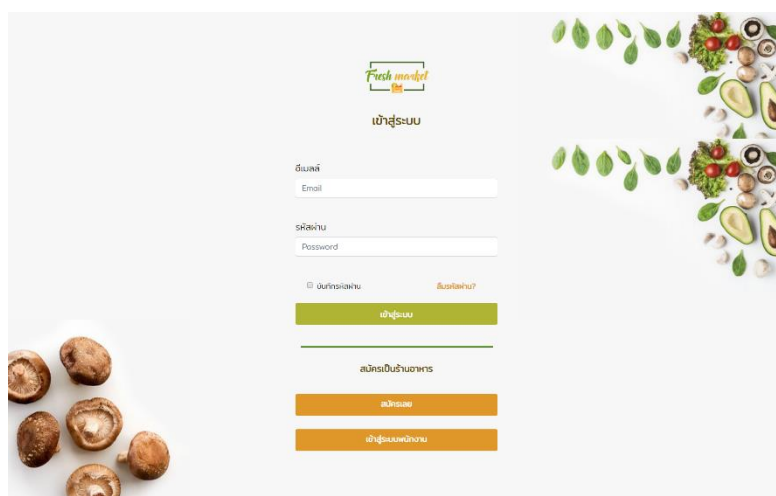 Fresh market
เข้าสู่ระบบ
อีเมลล์
Email
รหัสผ่าน
Password
บันทึกรหัสผ่าน
ลืมรหัสผ่าน?
เข้าสู่ระบบ
สมัครเป็นร้านอาหาร
สมัครเลย
เข้าสู่ระบบพนักงาน